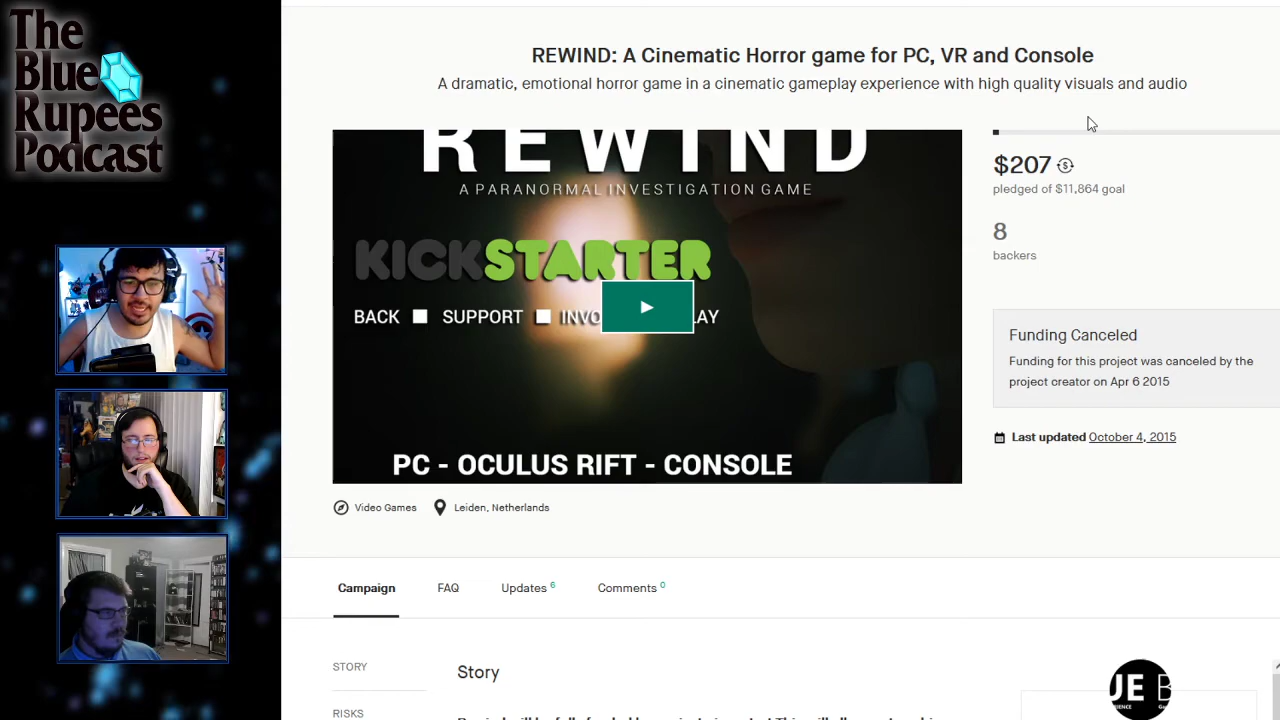 The
Blue
Rupees
Podcast
REWIND: A Cinematic Horror game for PC, VR and Console
A dramatic, emotional horror game in a cinematic gameplay experience with high quality visuals and audio
REWIND
A PARANORMAL INVESTIGATION GAME
KICKSTARTER
BACK SUPPORT
PC - OCULUS RIFT - CONSOLE
$207
pledged of $11,864 goal
8
backers
Funding Canceled
Funding for this project was canceled by the
project creator on Apr 6 2015
Last updated October 4, 2015
Video Games Leiden, Netherlands
Campaign FAQ Updates 6 Comments 0
STORY
RISKS
Story